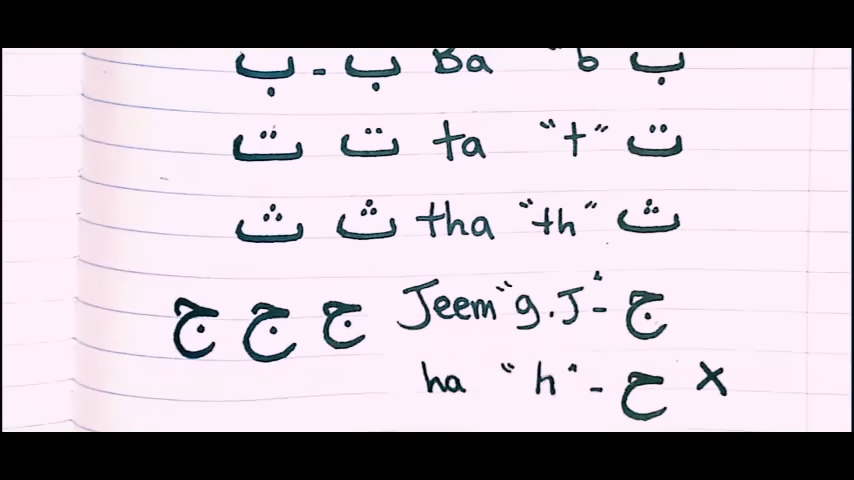 ب - ب Ba "b ب
ت ت ta "t" ت
ث ث tha "th" ث
ج ج ج Jeem "g.J" - ج
ha "h" - ح X